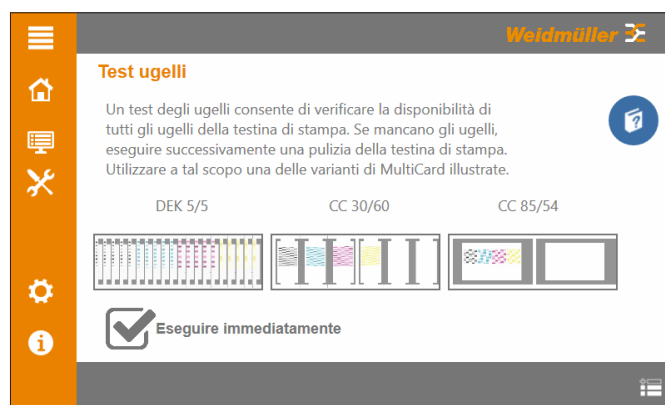 Weidmüller
Test ugelli
Un test degli ugelli consente di verificare la disponibilità di
tutti gli ugelli della testina di stampa. Se mancano gli ugelli,
eseguire successivamente una pulizia della testina di stampa.
Utilizzare a tal scopo una delle varianti di MultiCard illustrate.
DEK 5/5 CC 30/60 CC 85/54
Eseguire immediatamente